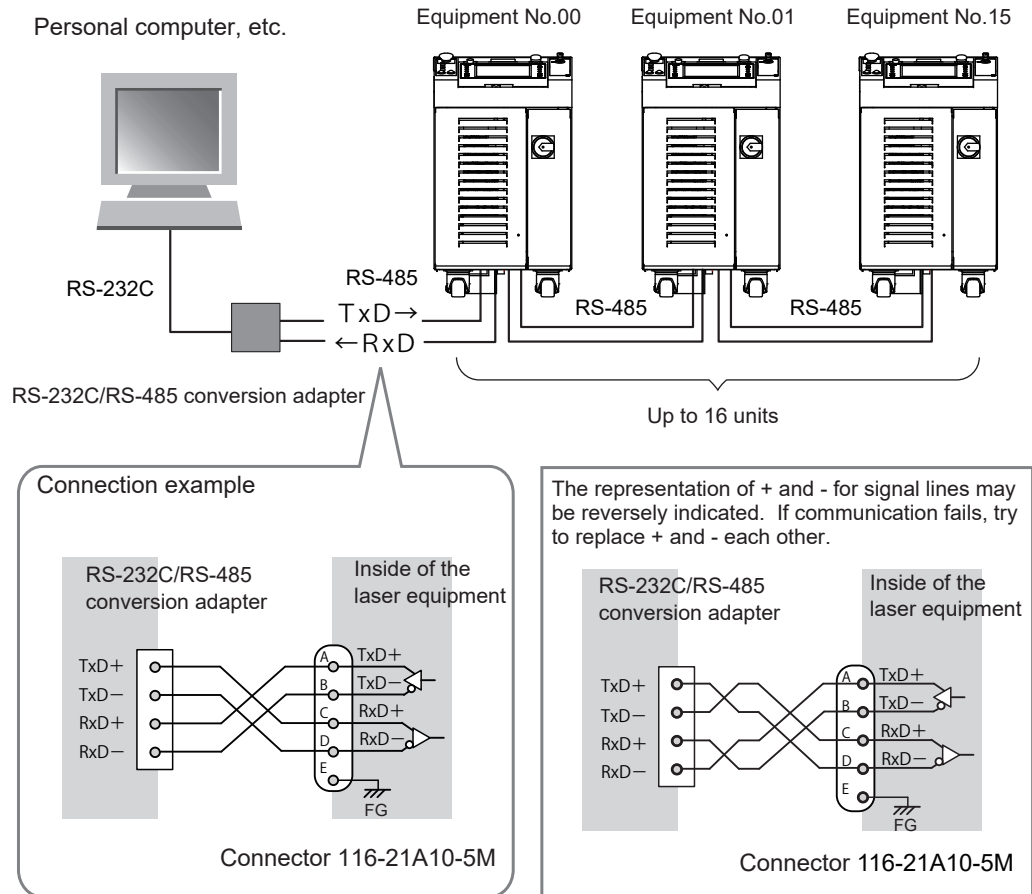 Personal computer, etc.
Equipment No.00
Equipment No.01
Equipment No.15
RS-232C
RS-485
TxD→
←RxD
RS-485
RS-485
RS-232C/RS-485 conversion adapter
Up to 16 units
Connection example
RS-232C/RS-485
conversion adapter
Inside of the
laser equipment
TxD+
TxD−
RxD+
RxD−
A
B
C
D
E
TxD+
TxD−
RxD+
RxD−
FG
Connector 116-21A10-5M
The representation of + and - for signal lines may
be reversely indicated.  If communication fails, try
to replace + and - each other.
RS-232C/RS-485
conversion adapter
Inside of the
laser equipment
TxD+
TxD−
RxD+
RxD−
A
B
C
D
E
TxD+
TxD−
RxD+
RxD−
FG
Connector 116-21A10-5M